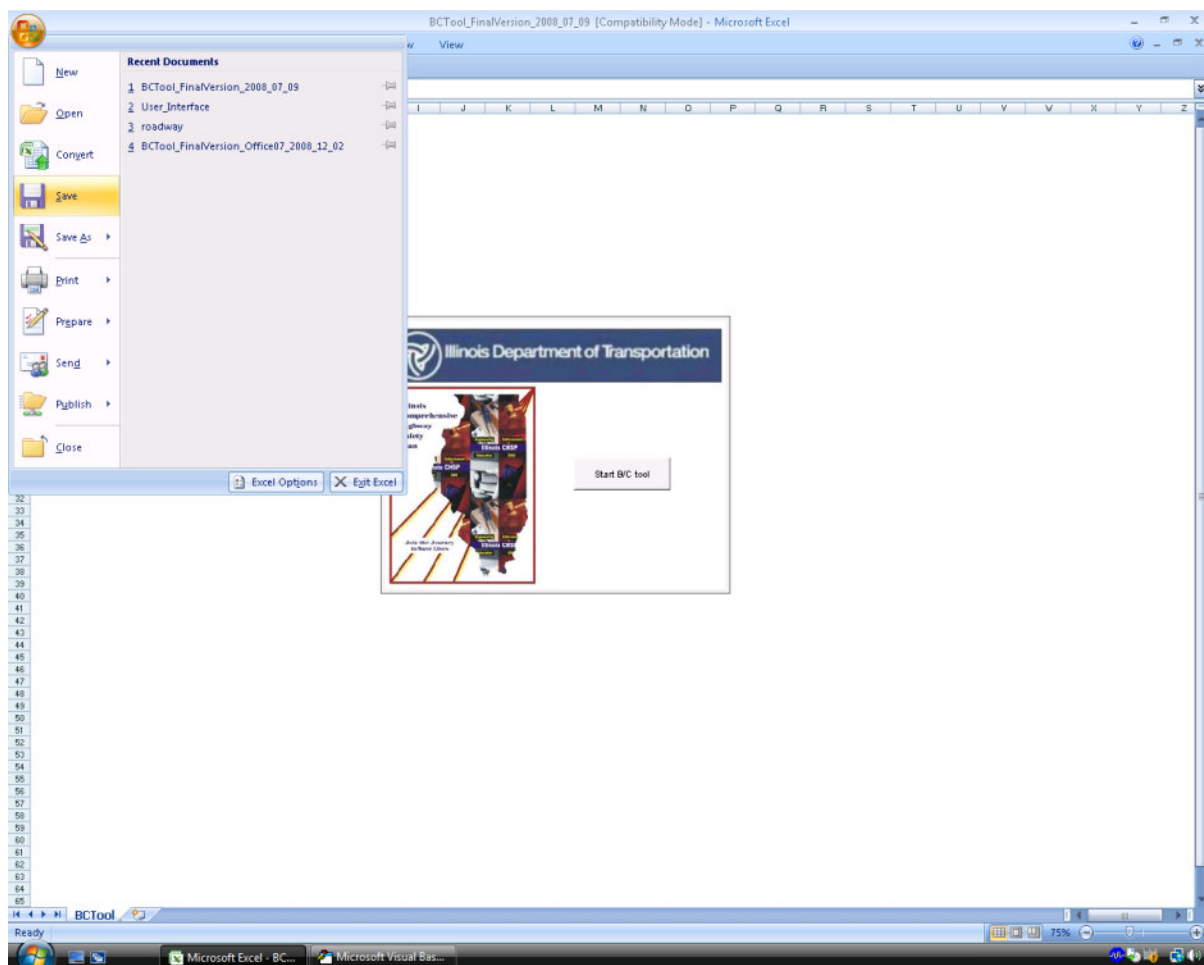 BCTool_FinalVersion_2008_07_09 [Compatibility Mode] - Microsoft Excel
View
New
Open
Convert
Save
Save As
Print
Prepare
Send
Publish
Close
Recent Documents
1 BCTool_FinalVersion_2008_07_09
2 User_Interface
3 roadway
4 BCTool_FinalVersion_Office07_2008_12_02
Excel Options
Exit Excel
I J K L M N O P Q R S T U V W X Y Z
Illinois Department of Transportation
Illinois CHSP
Illinois CHSP
Join the Journey
to Save Lives
Start B/C tool
32
33
34
35
36
37
38
39
40
41
42
43
44
45
46
47
48
49
50
51
52
53
54
55
56
57
58
59
60
61
62
63
64
65
BCTool
Ready
75%
Microsoft Excel - BC...
Microsoft Visual Bas...